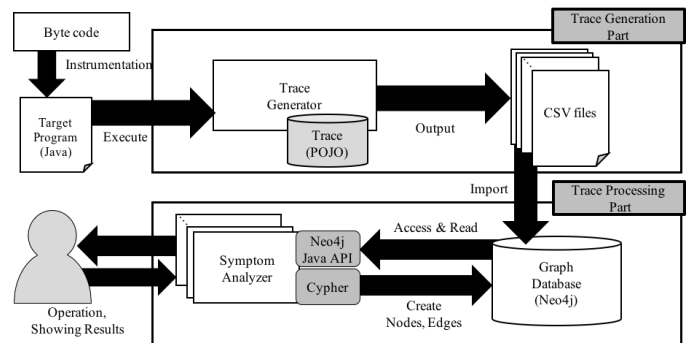 Byte code
Trace Generation
Part
Instrumentation
Trace
Generator
Target
Program
(Java)
Execute
Trace
(POJO)
Output
CSV files
Import
Trace Processing
Part
Access & Read
Neo4j
Java API
Symptom
Analyzer
Cypher
Graph
Database
(Neo4j)
Operation,
Showing Results
Create
Nodes, Edges